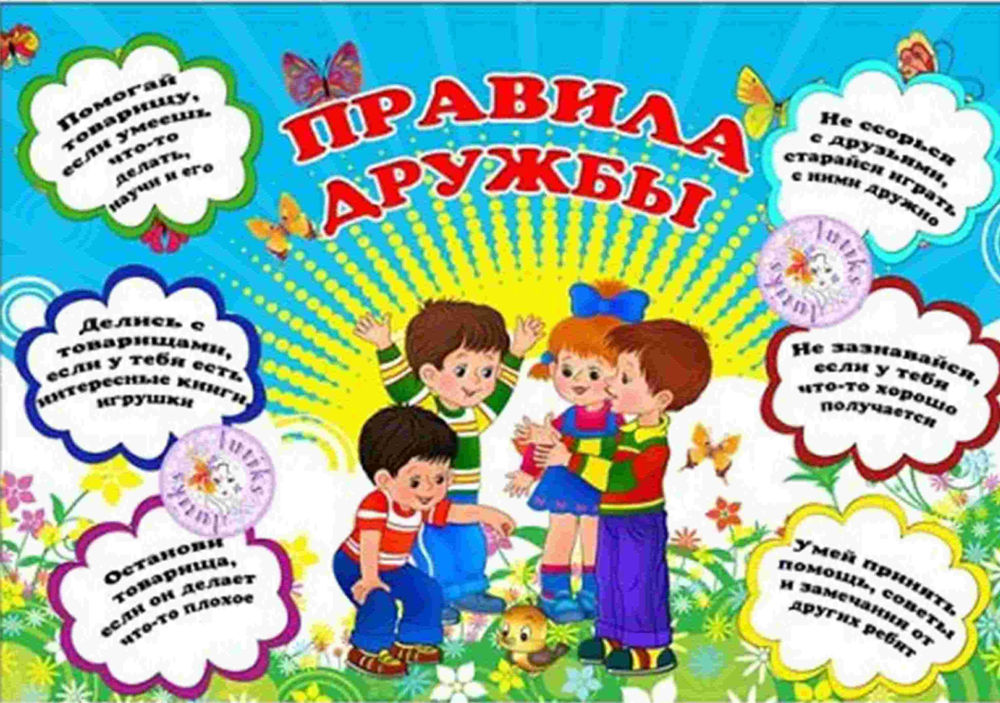 ПРАВИЛА
ДРУЖБЫ
Помогай
товарищу,
если умеешь
что-то
делать,
научи и его
Не ссорься
с друзьями,
старайся играть
с ними дружно
Делись с
товарищами,
если у тебя есть
интересные книги
игрушки
Не зазнавайся,
если у тебя
что-то хорошо
получается
Останови
товарища,
если он делает
что-то плохое
Умей принять
помощь, советы
и замечания от
других ребят